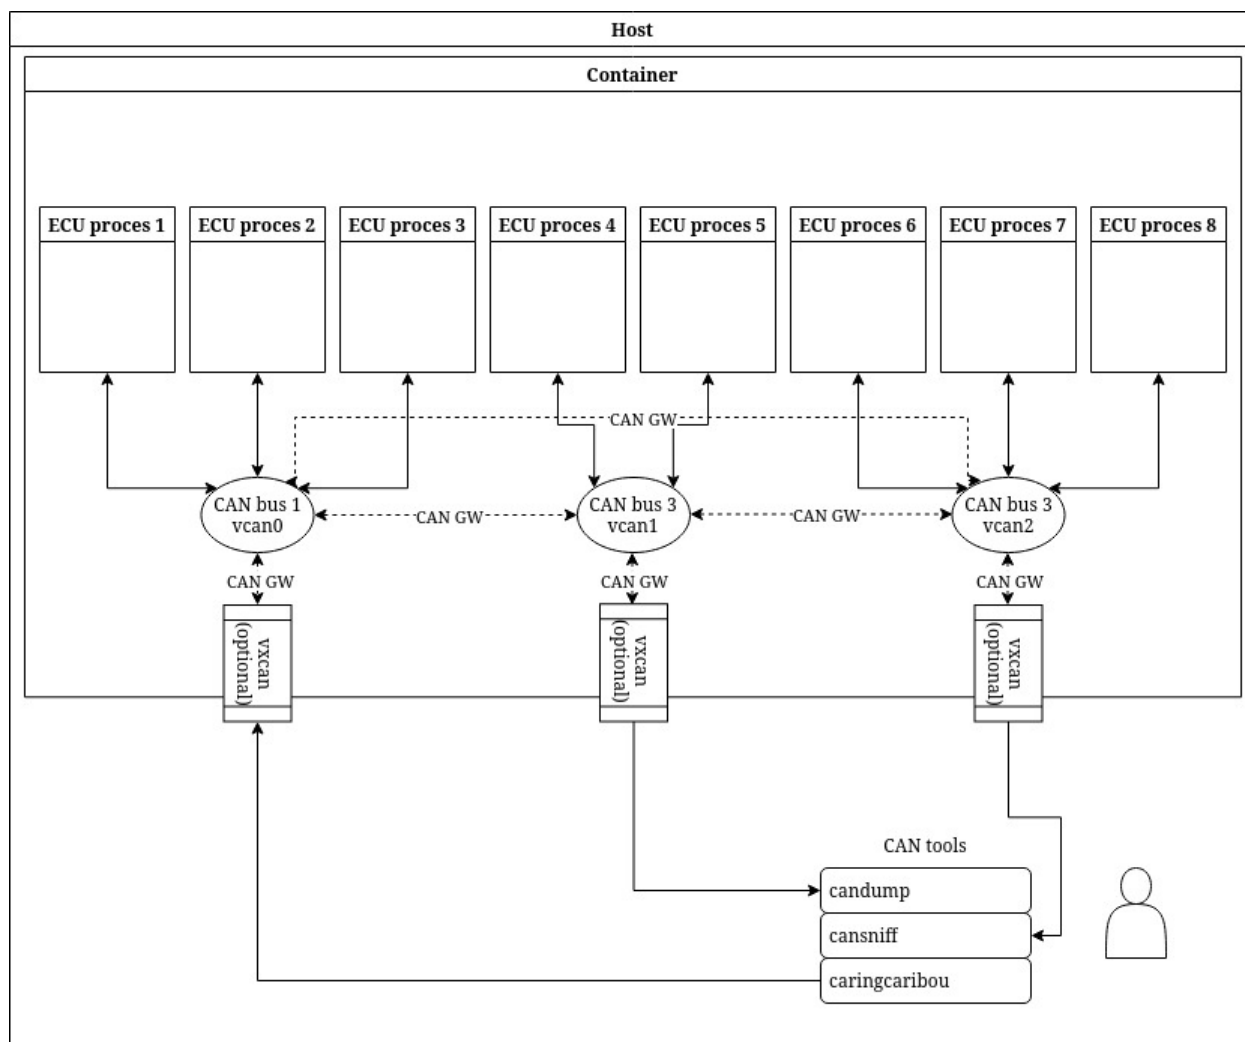 Host
Container
ECU proces 1
ECU proces 2
ECU proces 3
ECU proces 4
ECU proces 5
ECU proces 6
ECU proces 7
ECU proces 8
CAN GW
CAN bus 1
vcan0
CAN GW
CAN bus 3
vcan1
CAN GW
CAN bus 3
vcan2
CAN GW
CAN GW
CAN GW
vxcan
(optional)
vxcan
(optional)
vxcan
(optional)
CAN tools
candump
cansniff
caringcaribou